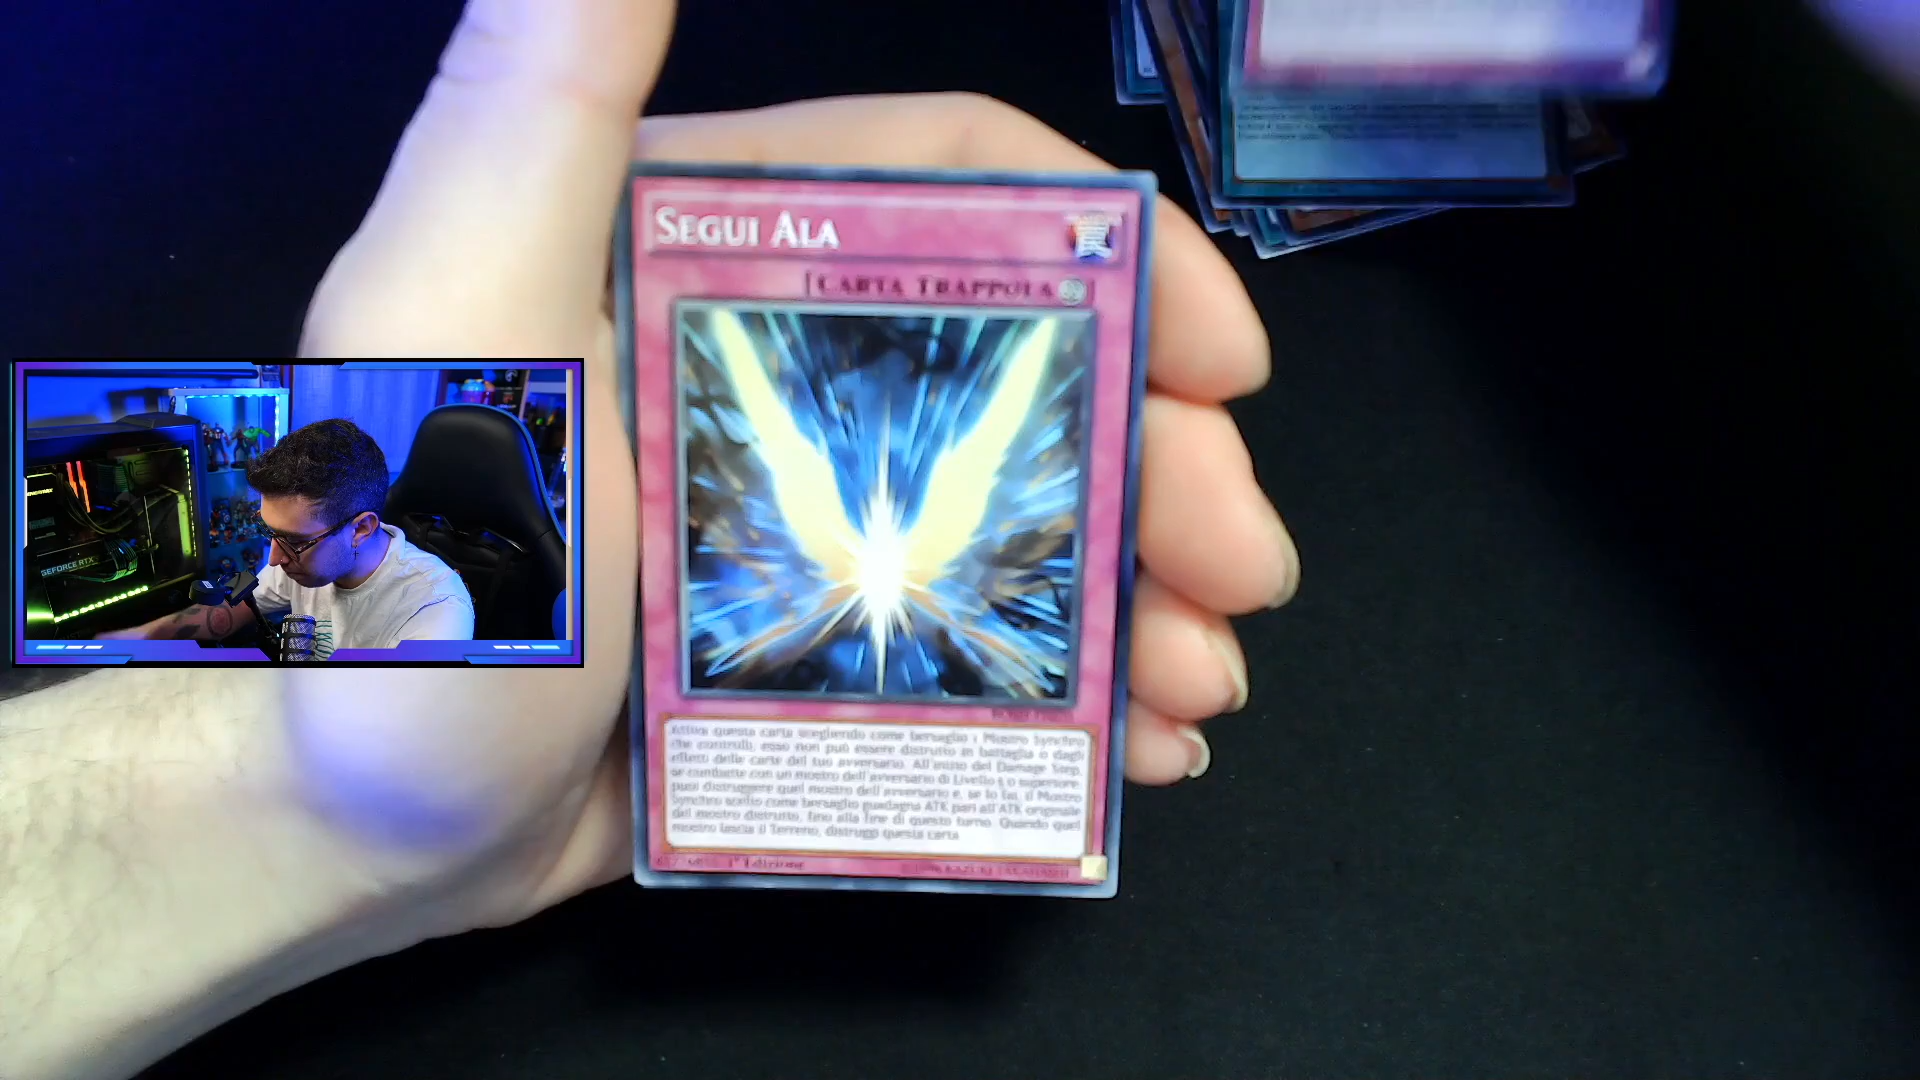 SEGUI ALA
[CARTA TRAPPOLA
Attiva questa carta scegliendo come bersaglio 1 Mostro Synchro
che controlli, esso non può essere distrutto in battaglia o dagli
effetti delle carte del tuo avversario. All'inizio del Damage Step,
se combatte con un mostro dell'avversario di Livello 5 o superiore:
puoi distruggere quel mostro dell'avversario e, se lo fai, il Mostro
Synchro scelto come bersaglio guadagna ATK pari all'ATK originale
del mostro distrutto, fino alla fine di questo turno. Quando quel
mostro lascia il Terreno, distruggi questa carta.
1ª Edizione
KAZUKI TAKAHASHI
GEFORCE RTX